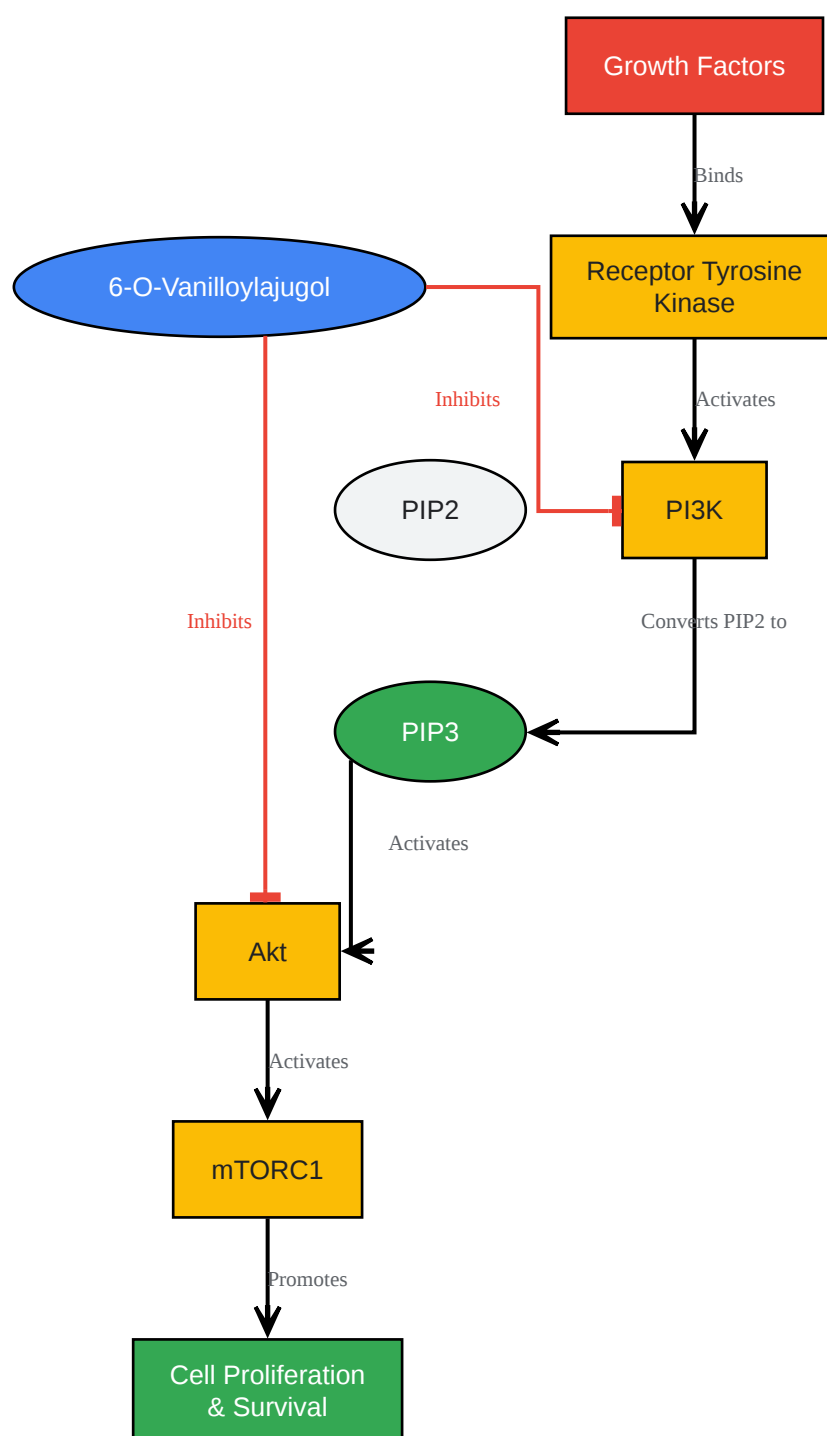 Growth Factors
Binds
6-O-Vanilloylajugol
Receptor Tyrosine
Kinase
Inhibits
Activates
PIP2
PI3K
Inhibits
Converts PIP2 to
PIP3
Activates
Akt
Activates
mTORC1
Promotes
Cell Proliferation
& Survival